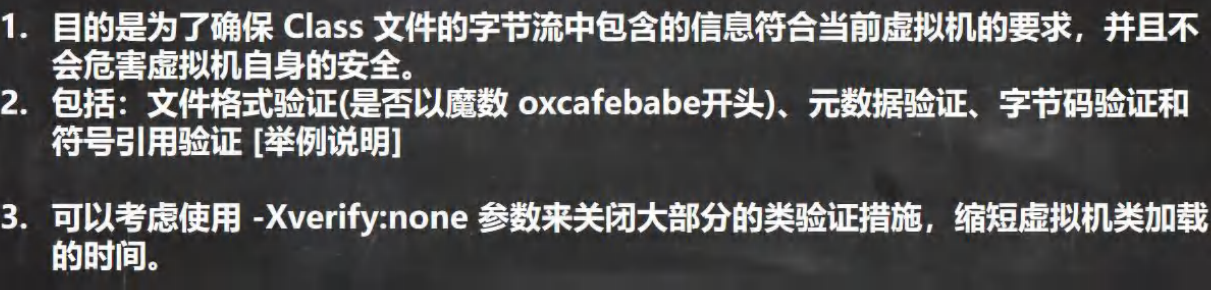 1. 目的是为了确保 Class 文件的字节流中包含的信息符合当前虚拟机的要求，并且不
会危害虚拟机自身的安全。
2. 包括：文件格式验证(是否以魔数 oxcafebabe开头)、元数据验证、字节码验证和
符号引用验证 [举例说明]
3. 可以考虑使用 -Xverify:none 参数来关闭大部分的类验证措施，缩短虚拟机类加载
的时间。